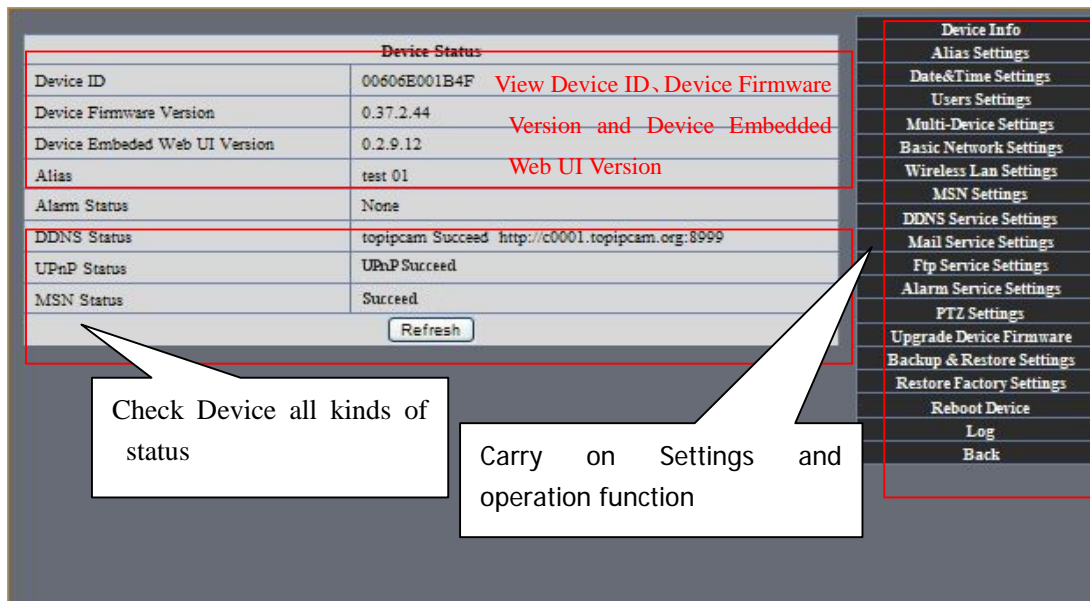 Device Status
Device ID 00606E001B4F
Device Firmware Version 0.37.2.44
Device Embeded Web UI Version 0.2.9.12
Alias test 01
Alarm Status None
DDNS Status topipcam Succeed http://c0001.topipcam.org:8999
UPnP Status UPnP Succeed
MSN Status Succeed
Refresh
View Device ID、Device Firmware
Version and Device Embedded
Web UI Version
Check Device all kinds of
status
Carry on Settings and
operation function
Device Info
Alias Settings
Date&Time Settings
Users Settings
Multi-Device Settings
Basic Network Settings
Wireless Lan Settings
MSN Settings
DDNS Service Settings
Mail Service Settings
Ftp Service Settings
Alarm Service Settings
PTZ Settings
Upgrade Device Firmware
Backup & Restore Settings
Restore Factory Settings
Reboot Device
Log
Back